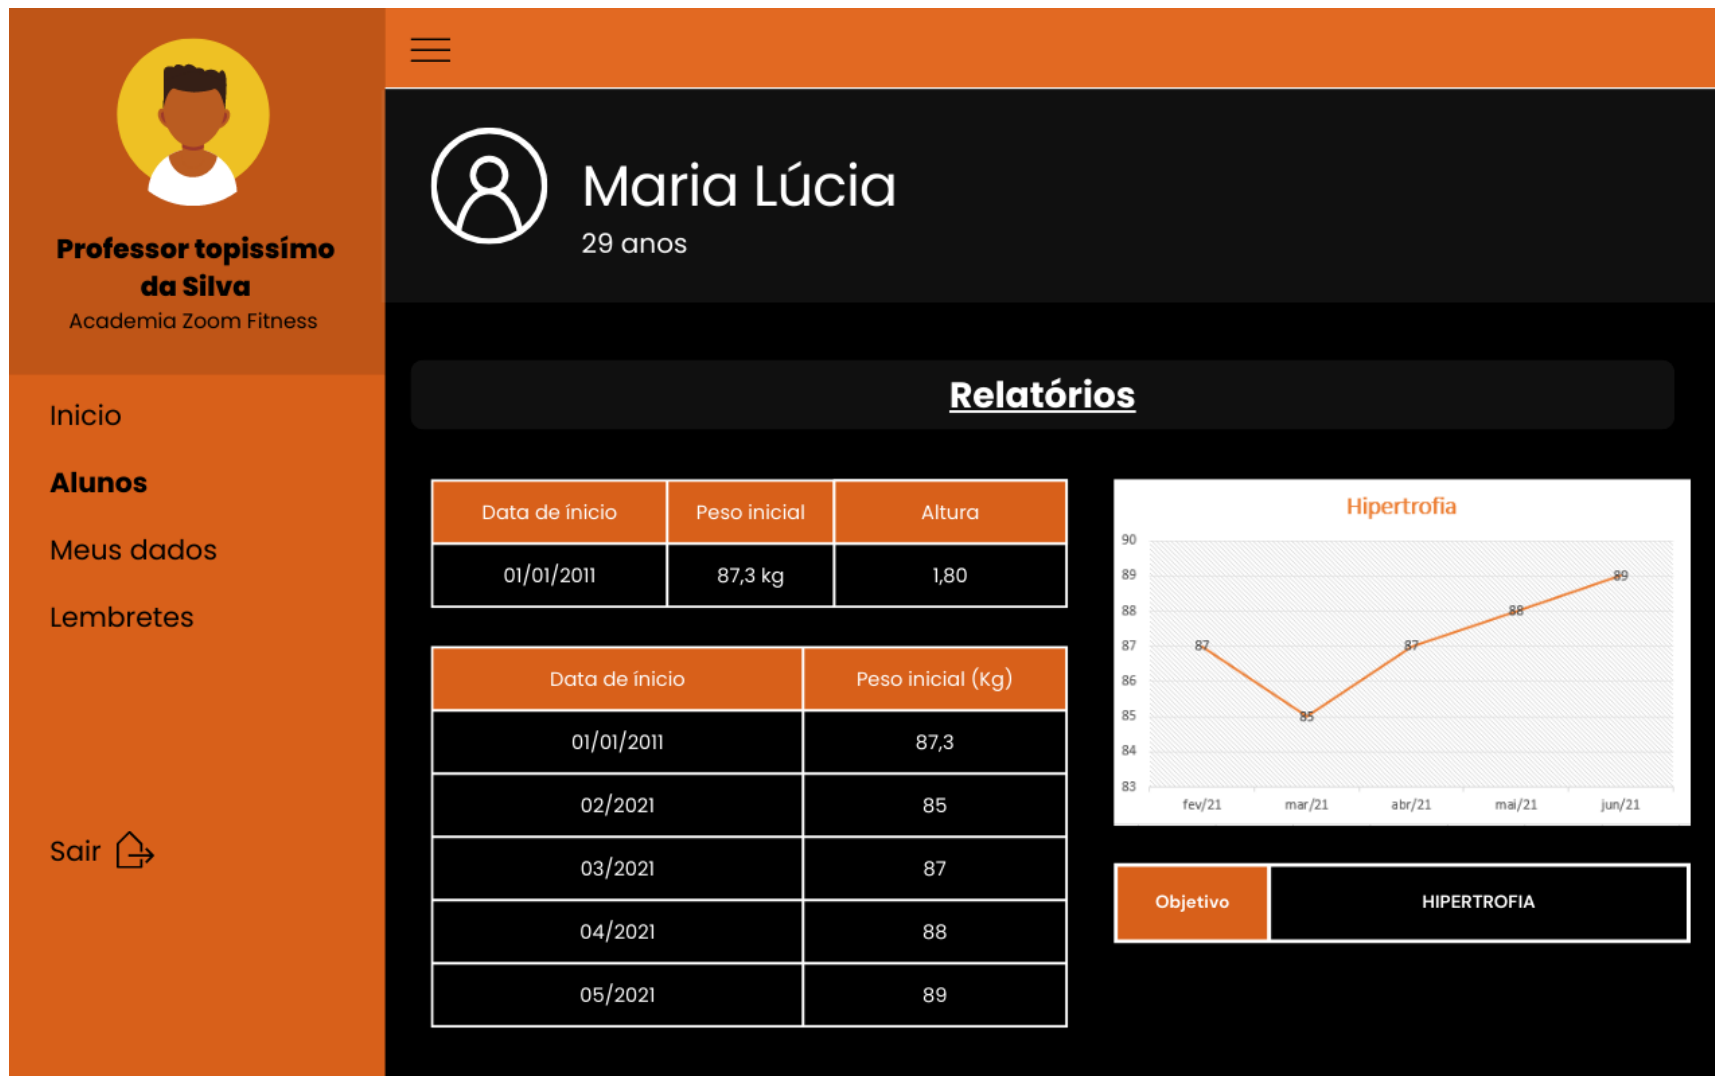 Professor topissímo
da Silva
Academia Zoom Fitness
Inicio
Alunos
Meus dados
Lembretes
Sair
Maria Lúcia
29 anos
Relatórios
Data de ínicio Peso inicial Altura
01/01/2011 87,3 kg 1,80
Data de ínicio Peso inicial (Kg)
01/01/2011 87,3
02/2021 85
03/2021 87
04/2021 88
05/2021 89
Hipertrofia
90
89
88
87
86
85
84
83
87
85
87
88
89
fev/21 mar/21 abr/21 mai/21 jun/21
Objetivo HIPERTROFIA